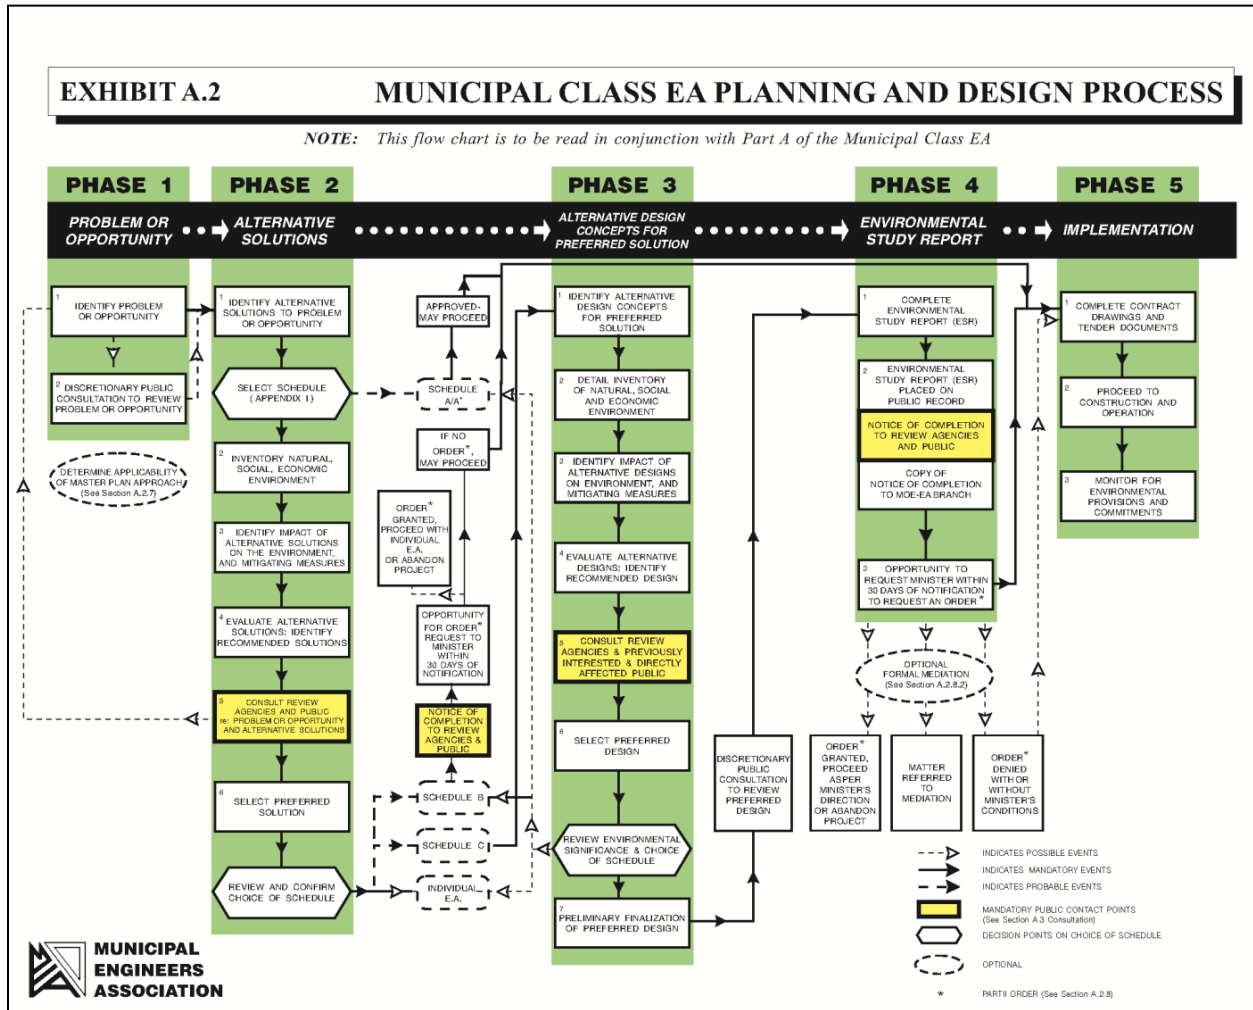 EXHIBIT A.2
MUNICIPAL CLASS EA PLANNING AND DESIGN PROCESS
NOTE: This flow chart is to be read in conjunction with Part A of the Municipal Class EA
PHASE 1
PROBLEM OR
OPPORTUNITY
PHASE 2
ALTERNATIVE
SOLUTIONS
PHASE 3
ALTERNATIVE DESIGN
CONCEPTS FOR
PREFERRED SOLUTION
PHASE 4
ENVIRONMENTAL
STUDY REPORT
PHASE 5
IMPLEMENTATION
1
IDENTIFY PROBLEM
OR OPPORTUNITY
2
DISCRETIONARY PUBLIC
CONSULTATION TO REVIEW
PROBLEM OR OPPORTUNITY
DETERMINE APPLICABILITY
OF MASTER PLAN APPROACH
(See Section A.2.7)
1
IDENTIFY ALTERNATIVE
SOLUTIONS TO PROBLEM
OR OPPORTUNITY
SELECT SCHEDULE
(APPENDIX I)
2
INVENTORY NATURAL,
SOCIAL, ECONOMIC
ENVIRONMENT
3
IDENTIFY IMPACT OF
ALTERNATIVE SOLUTIONS
ON THE ENVIRONMENT,
AND MITIGATING MEASURES
4
EVALUATE ALTERNATIVE
SOLUTIONS: IDENTIFY
RECOMMENDED SOLUTIONS
5
CONSULT REVIEW
AGENCIES AND PUBLIC
re: PROBLEM OR OPPORTUNITY
AND ALTERNATIVE SOLUTIONS
6
SELECT PREFERRED
SOLUTION
REVIEW AND CONFIRM
CHOICE OF SCHEDULE
APPROVED-
MAY PROCEED
SCHEDULE
A/A+
IF NO
ORDER*,
MAY PROCEED
ORDER*
GRANTED,
PROCEED WITH
INDIVIDUAL
E.A.
OR ABANDON
PROJECT
OPPORTUNITY
FOR ORDER*
REQUEST TO
MINISTER
WITHIN
30 DAYS OF
NOTIFICATION
NOTICE OF
COMPLETION
TO REVIEW
AGENCIES &
PUBLIC
SCHEDULE B
SCHEDULE C
INDIVIDUAL
E.A.
1
IDENTIFY ALTERNATIVE
DESIGN CONCEPTS
FOR PREFERRED
SOLUTION
2
DETAIL INVENTORY
OF NATURAL, SOCIAL
AND ECONOMIC
ENVIRONMENT
3
IDENTIFY IMPACT OF
ALTERNATIVE DESIGNS
ON ENVIRONMENT, AND
MITIGATING MEASURES
4
EVALUATE ALTERNATIVE
DESIGNS: IDENTIFY
RECOMMENDED DESIGN
5
CONSULT REVIEW
AGENCIES & PREVIOUSLY
INTERESTED & DIRECTLY
AFFECTED PUBLIC
6
SELECT PREFERRED
DESIGN
REVIEW ENVIRONMENTAL
SIGNIFICANCE & CHOICE
OF SCHEDULE
7
PRELIMINARY FINALIZATION
OF PREFERRED DESIGN
DISCRETIONARY
PUBLIC
CONSULTATION
TO REVIEW
PREFERRED
DESIGN
1
COMPLETE
ENVIRONMENTAL
STUDY REPORT (ESR)
2
ENVIRONMENTAL
STUDY REPORT (ESR)
PLACED ON
PUBLIC RECORD
NOTICE OF COMPLETION
TO REVIEW AGENCIES
AND PUBLIC
COPY OF
NOTICE OF COMPLETION
TO MOE-EA BRANCH
3
OPPORTUNITY TO
REQUEST MINISTER WITHIN
30 DAYS OF NOTIFICATION
TO REQUEST AN ORDER*
OPTIONAL
FORMAL MEDIATION
(See Section A.2.8.2)
ORDER*
GRANTED,
PROCEED
AS PER
MINISTER'S
DIRECTION
OR ABANDON
PROJECT
MATTER
REFERRED
TO
MEDIATION
ORDER*
DENIED
WITH OR
WITHOUT
MINISTER'S
CONDITIONS
1
COMPLETE CONTRACT
DRAWINGS AND
TENDER DOCUMENTS
2
PROCEED TO
CONSTRUCTION AND
OPERATION
3
MONITOR FOR
ENVIRONMENTAL
PROVISIONS AND
COMMITMENTS
INDICATES POSSIBLE EVENTS
INDICATES MANDATORY EVENTS
INDICATES PROBABLE EVENTS
MANDATORY PUBLIC CONTACT POINTS
(See Section A.3 Consultation)
DECISION POINTS ON CHOICE OF SCHEDULE
OPTIONAL
* PART II ORDER (See Section A.2.8)
MUNICIPAL
ENGINEERS
ASSOCIATION